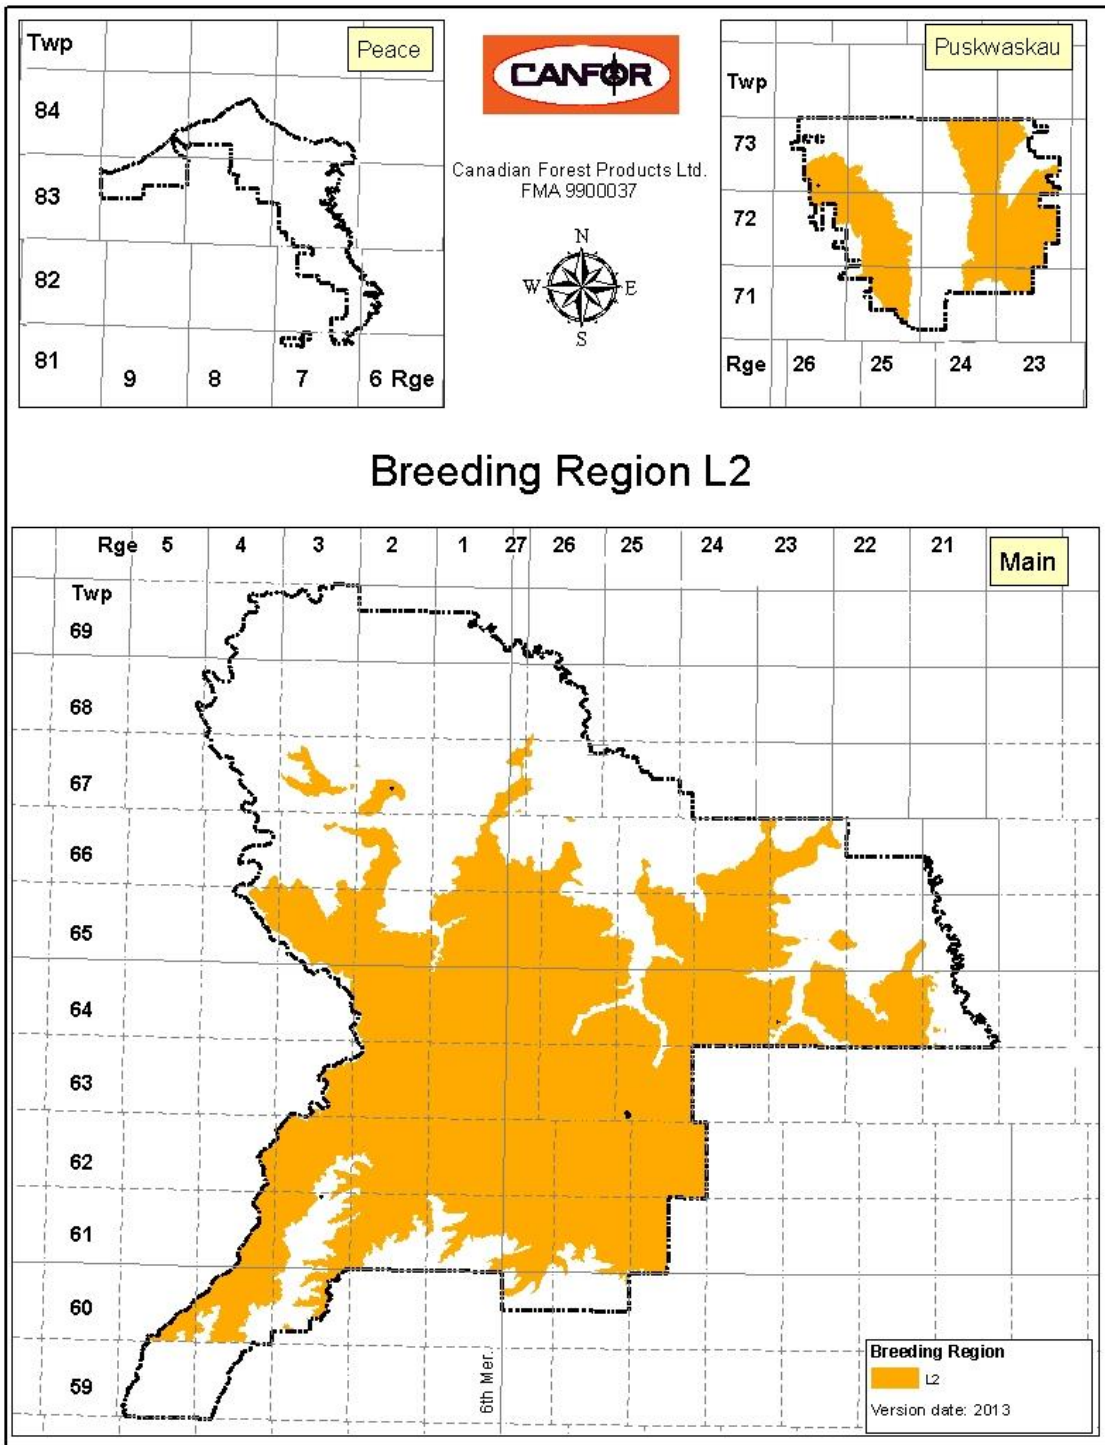 Twp
Peace
84
83
82
81
9 8 7 6 Rge
CANFOR
Canadian Forest Products Ltd.
FMA 9900037
N
W E
S
Puskwaskau
Twp
73
72
71
Rge 26 25 24 23
Breeding Region L2
Rge 5 4 3 2 1 27 26 25 24 23 22 21
Main
Twp
69
68
67
66
65
64
63
62
61
60
59
6th Mer.
Breeding Region
L2
Version date: 2013